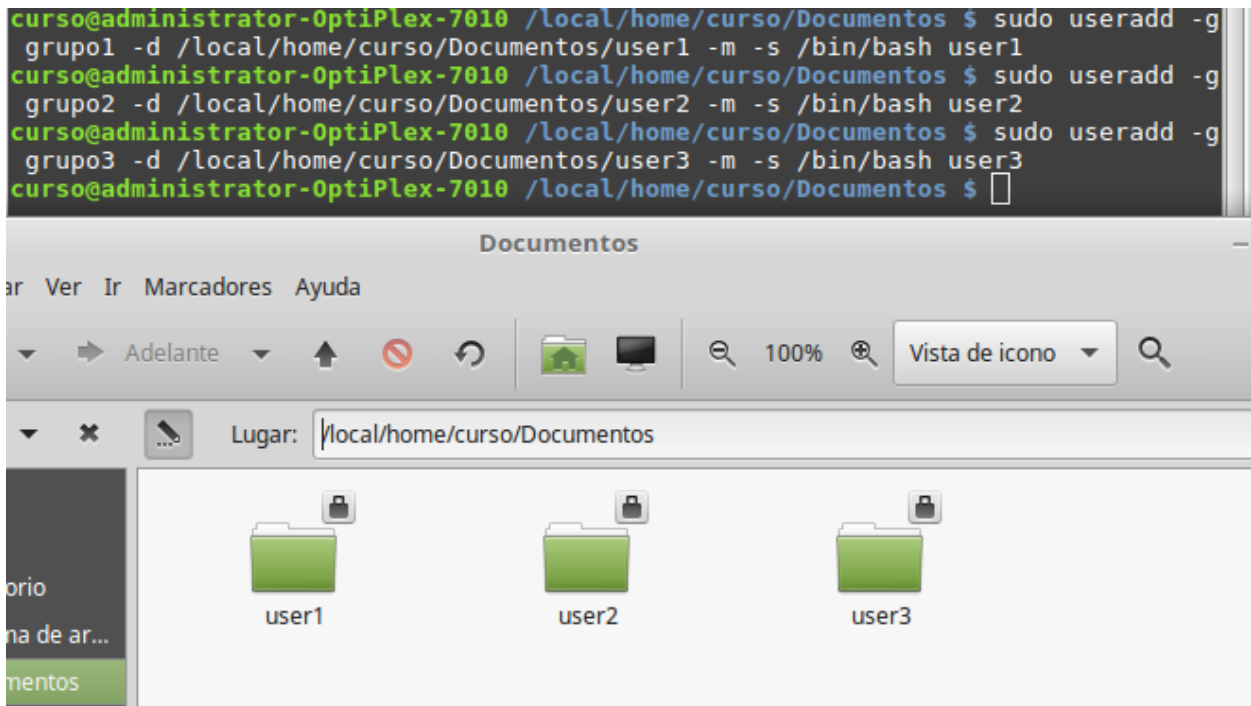 curso@administrator-OptiPlex-7010 /local/home/curso/Documentos $ sudo useradd -g
grupo1 -d /local/home/curso/Documentos/user1 -m -s /bin/bash user1
curso@administrator-OptiPlex-7010 /local/home/curso/Documentos $ sudo useradd -g
grupo2 -d /local/home/curso/Documentos/user2 -m -s /bin/bash user2
curso@administrator-OptiPlex-7010 /local/home/curso/Documentos $ sudo useradd -g
grupo3 -d /local/home/curso/Documentos/user3 -m -s /bin/bash user3
curso@administrator-OptiPlex-7010 /local/home/curso/Documentos $
Documentos
ar Ver Ir Marcadores Ayuda
Adelante 100% Vista de icono
Lugar: /local/home/curso/Documentos
user1 user2 user3
orio
ma de ar...
mentos